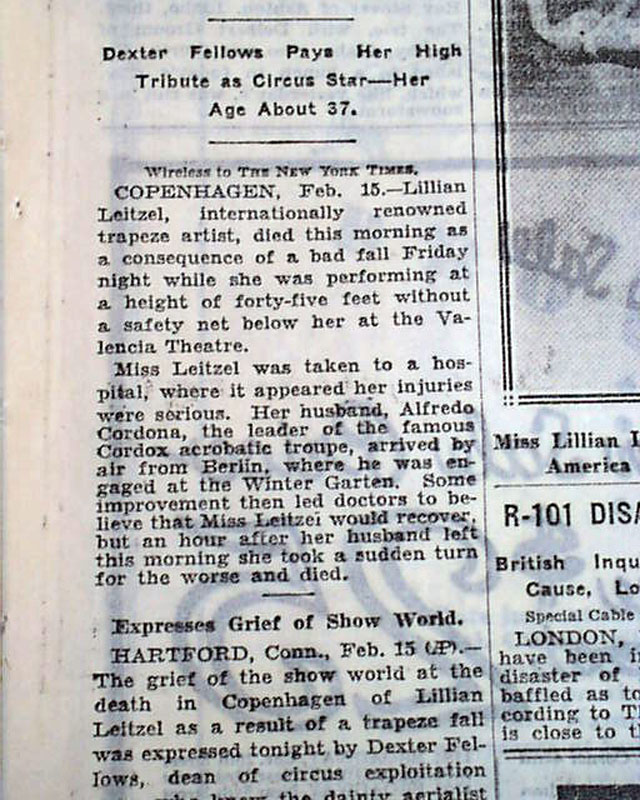 Dexter Fellows Pays Her High
Tribute as Circus Star—Her
Age About 37.
Wireless to THE NEW YORK TIMES.
COPENHAGEN, Feb. 15.—Lillian
Leitzel, internationally renowned
trapeze artist, died this morning as
a consequence of a bad fall Friday
night while she was performing at
a height of forty-five feet without
a safety net below her at the Va-
lencia Theatre.
Miss Leitzel was taken to a hos-
pital, where it appeared her injuries
were serious. Her husband, Alfredo
Cordona, the leader of the famous
Cordox acrobatic troupe, arrived by
air from Berlin, where he was en-
gaged at the Winter Garten. Some
improvement then led doctors to be-
lieve that Miss Leitzel would recover,
but an hour after her husband left
this morning she took a sudden turn
for the worse and died.
Expresses Grief of Show World.
HARTFORD, Conn., Feb. 15 (AP).—
The grief of the show world at the
death in Copenhagen of Lillian
Leitzel as a result of a trapeze fall
was expressed tonight by Dexter Fel-
lows, dean of circus exploitation
who knew the dainty aerialist
Miss Lillian L
America
R-101 DISA
British Inqu
Cause, Lo
Special Cable
LONDON,
have been i
disaster of
baffled as to
cording to T
is close to t